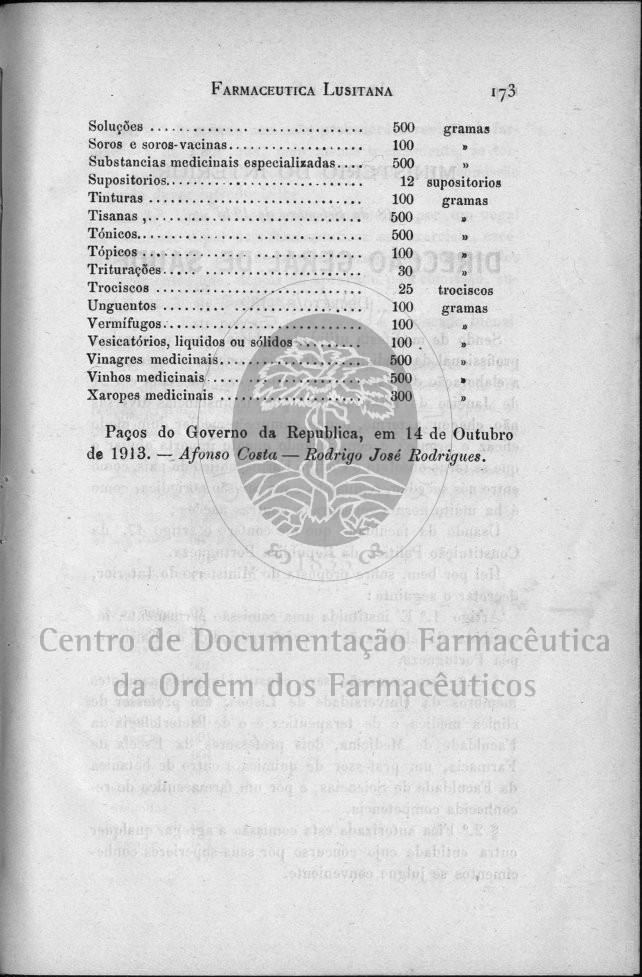 FARMACEUTICA LUSITANA 173
Soluções ............................ 500 gramas
Soros e soros-vacinas.................. 100 »
Substancias medicinais especializadas.... 500 »
Supositorios.......................... 12 supositorios
Tinturas ............................ 100 gramas
Tisanas ,............................ 500 »
Tónicos.............................. 500 »
Tópicos ............................ 100 »
Triturações.......................... 30 »
Trociscos ........................... 25 trociscos
Unguentos ........................... 100 gramas
Vermífugos........................... 100 »
Vesicatórios, liquidos ou sólidos ......... 100 »
Vinagres medicinais................... 500 »
Vinhos medicinais .................... 500 »
Xaropes medicinais ................... 300 »
Paços do Governo da Republica, em 14 de Outubro
de 1913. — Afonso Costa — Rodrigo José Rodrigues.
1835
Centro de Documentação Farmacêutica
da Ordem dos Farmacêuticos